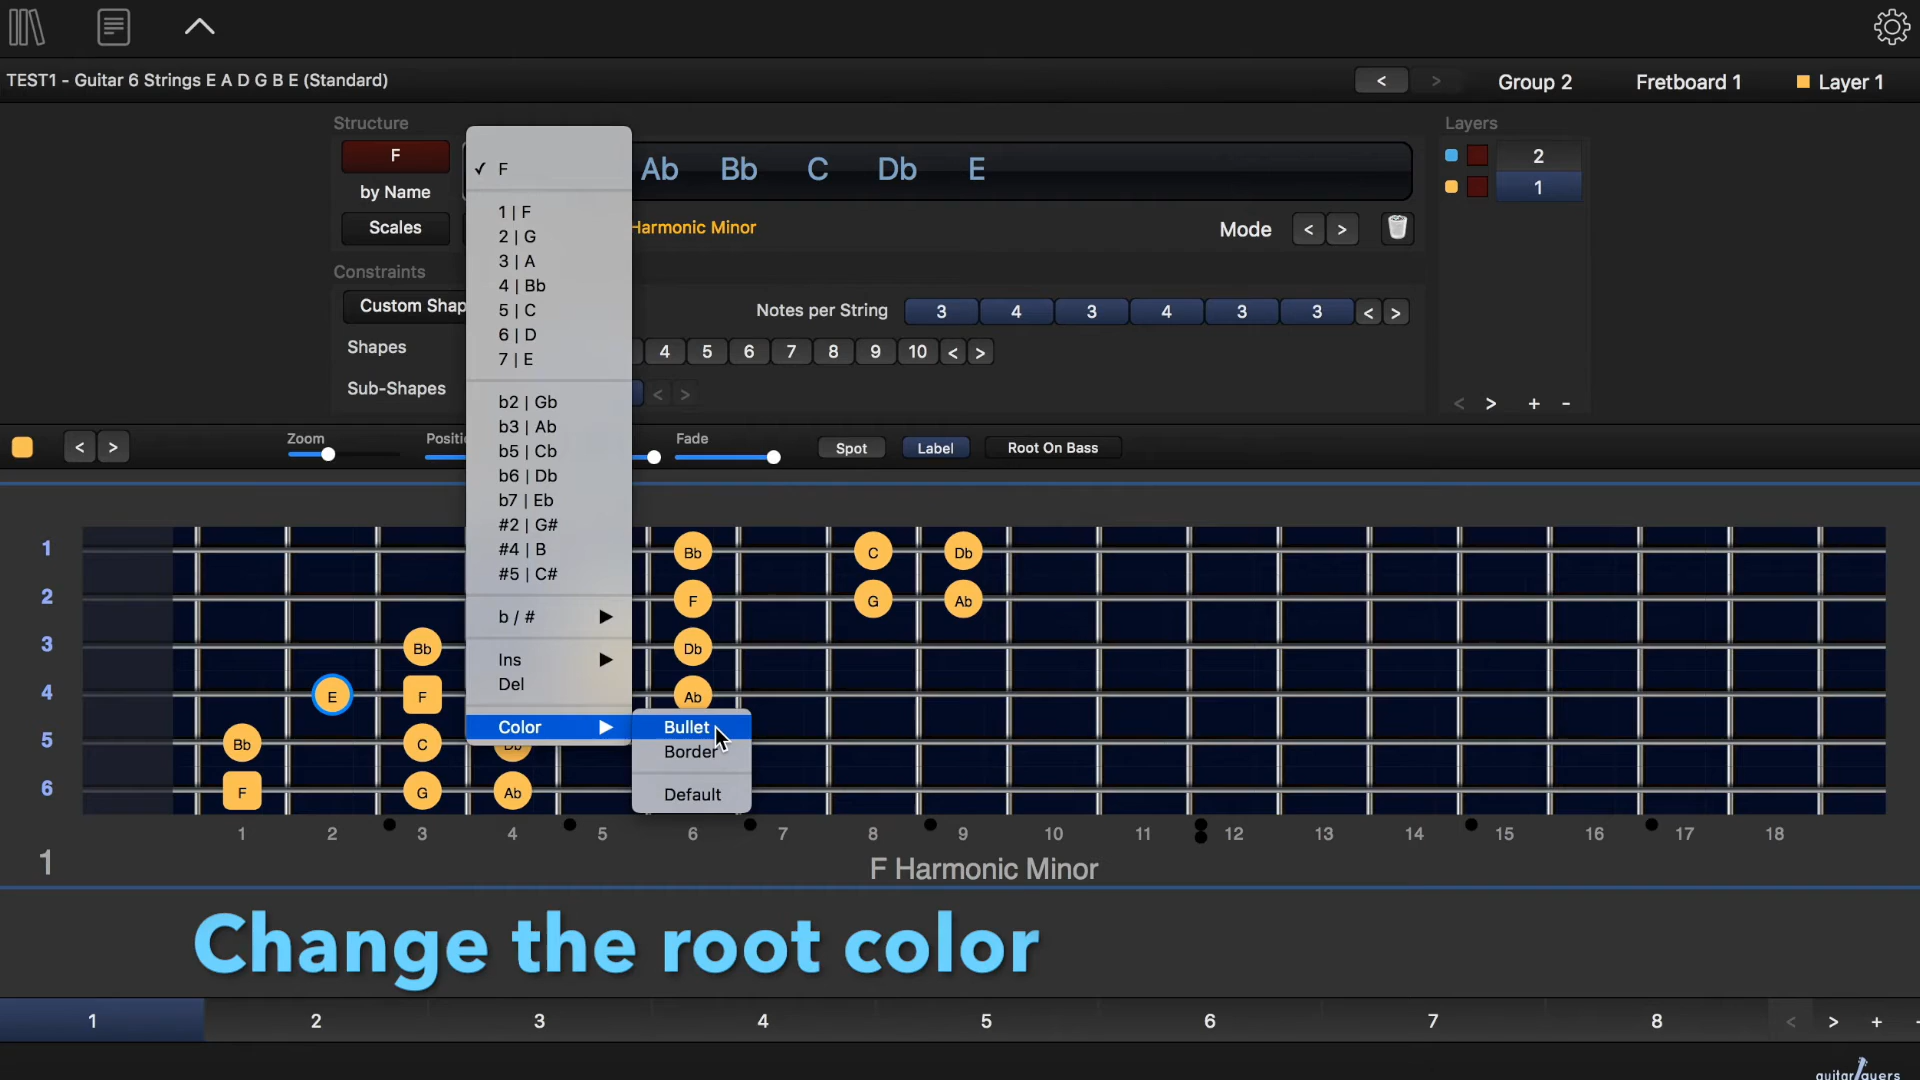 TEST1 - Guitar 6 Strings E A D G B E (Standard)
<
>
Group 2
Fretboard 1
Layer 1
Structure
F
by Name
Scales
Ab Bb C Db E
Harmonic Minor
Mode < >
Layers
2
1
< > + -
Constraints
Custom Shap
Notes per String 3 4 3 4 3 3 < >
Shapes 4 5 6 7 8 9 10 < >
Sub-Shapes < >
✓ F
1 | F
2 | G
3 | A
4 | Bb
5 | C
6 | D
7 | E
b2 | Gb
b3 | Ab
b5 | Cb
b6 | Db
b7 | Eb
#2 | G#
#4 | B
#5 | C#
b / #
Ins
Del
Color
Bullet
Border
Default
< >
Zoom
Positi
Fade
Spot
Label
Root On Bass
1 Bb C Db
2 F G Ab
3 Bb Db
4 E F Ab
5 Bb C Db
6 F G Ab
1 2 3 4 5 6 7 8 9 10 11 12 13 14 15 16 17 18
1
F Harmonic Minor
Change the root color
1 2 3 4 5 6 7 8 < > + -